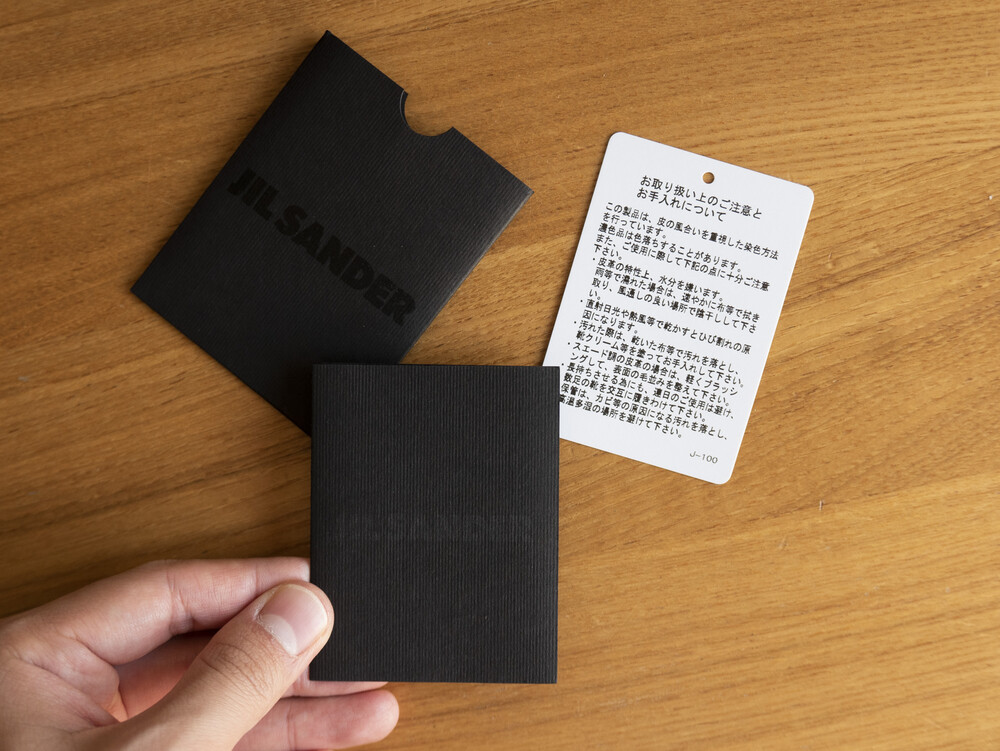 JIL SANDER
JIL SANDER
お取り扱い上のご注意と
お手入れについて
この製品は、皮の風合いを重視した染色方法
を行っています。
濃色品は色落ちすることがあります。
また、ご使用に際して下記の点に十分ご注意
下さい。
・皮革の特性上、水分を嫌います。
雨等で濡れた場合は、速やかに布等で拭き
取り、風通しの良い場所で陰干しして下さ
い。
・直射日光や熱風等で乾かすとひび割れの原
因になります。
・汚れた際は、乾いた布等で汚れを落とし、
靴クリーム等を塗ってお手入れして下さい。
・スエード調の皮革の場合は、軽くブラッシ
ングして、表面の毛並みを整えて下さい。
長持ちさせる為にも、連日のご使用は避け、
数足の靴を交互に履きわけて下さい。
保管は、カビ等の原因になる汚れを落とし、
高温多湿の場所を避けて下さい。
J-100